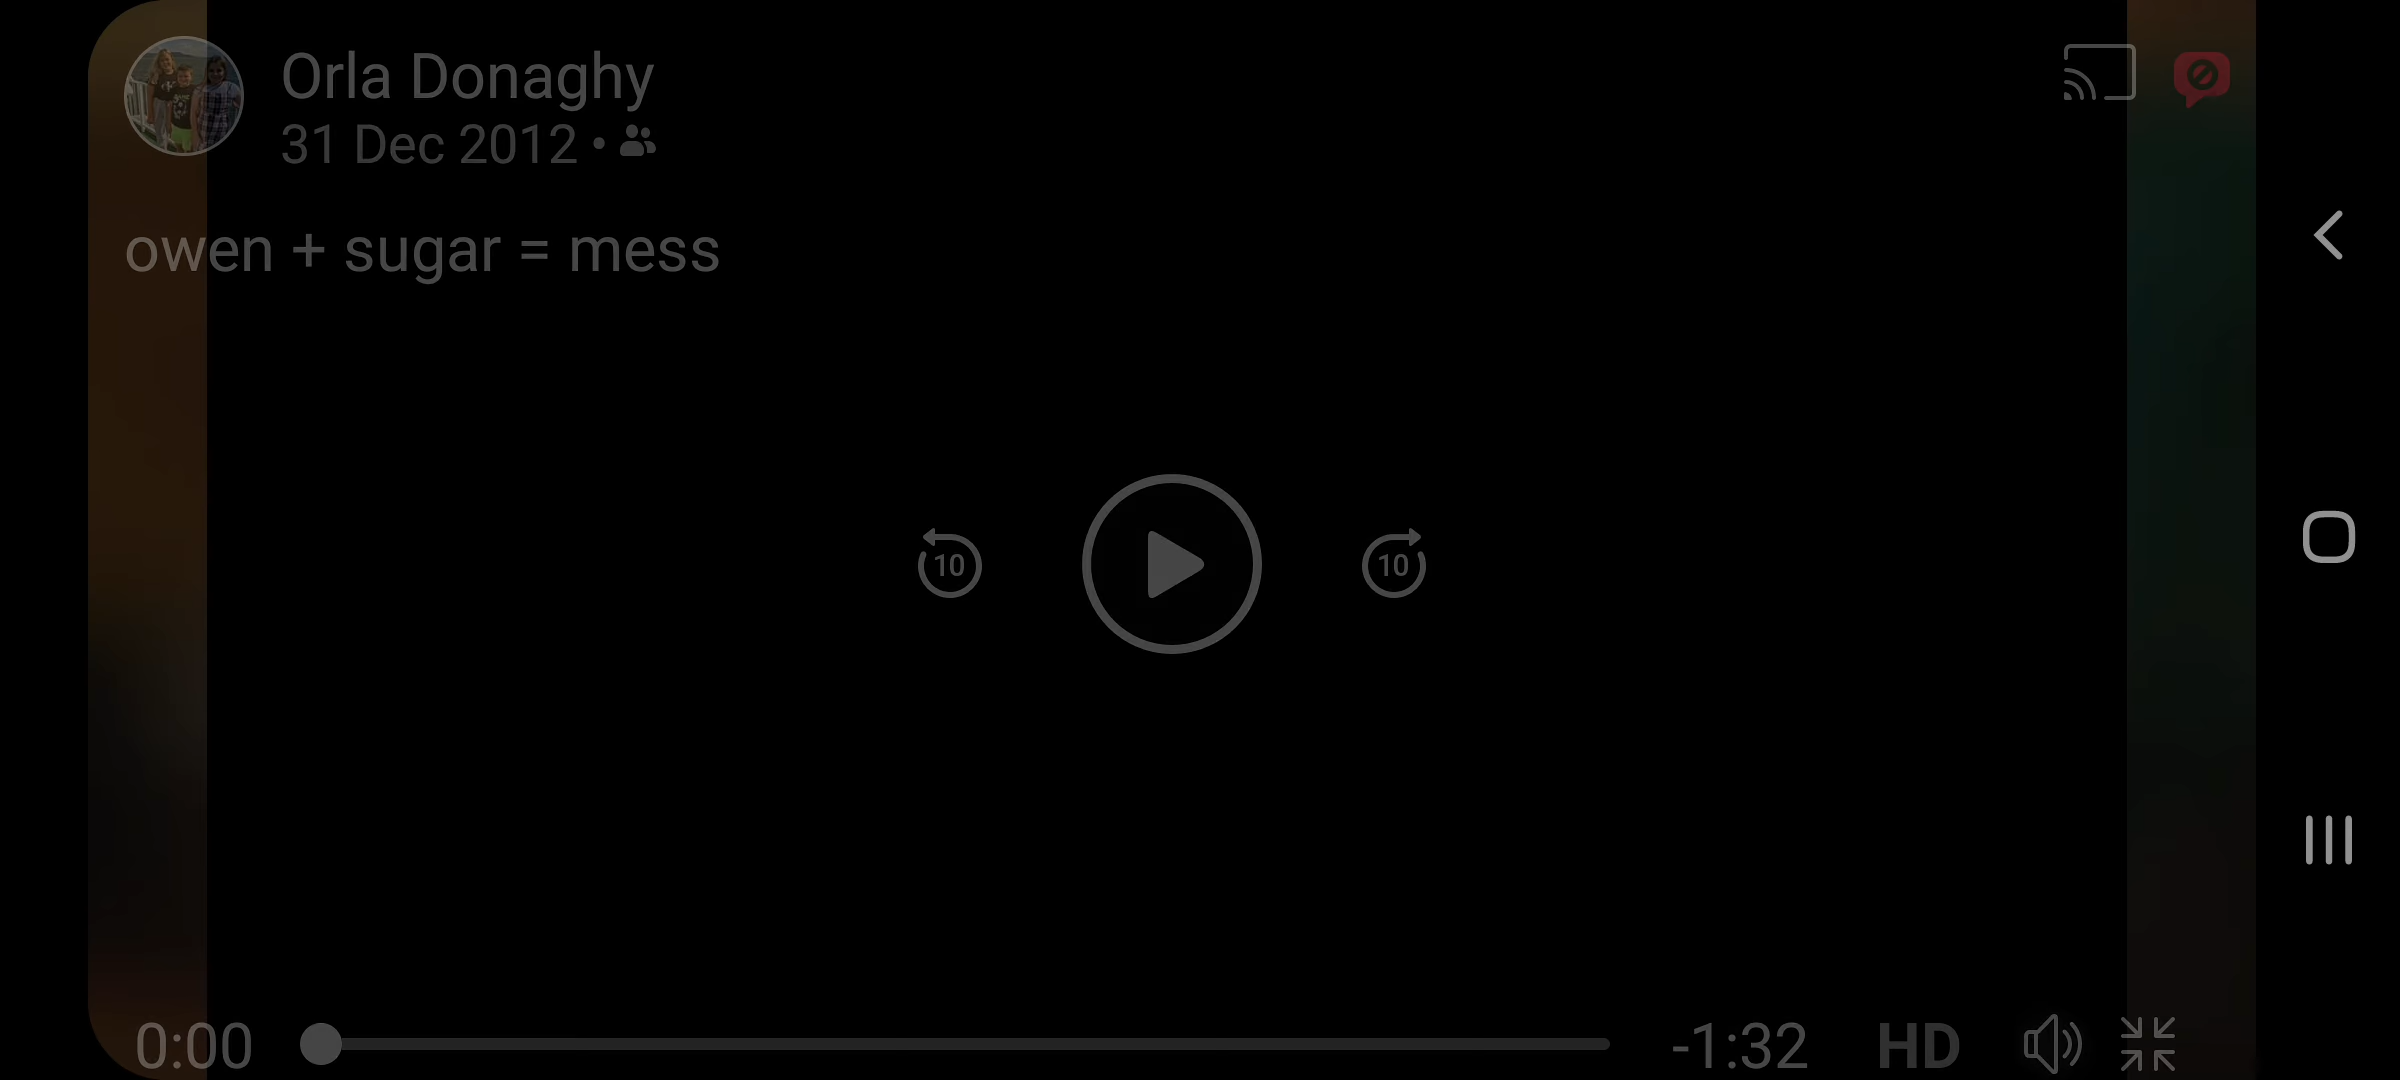 Orla Donaghy
31 Dec 2012 •
owen + sugar = mess
10
10
0:00
-1:32
HD